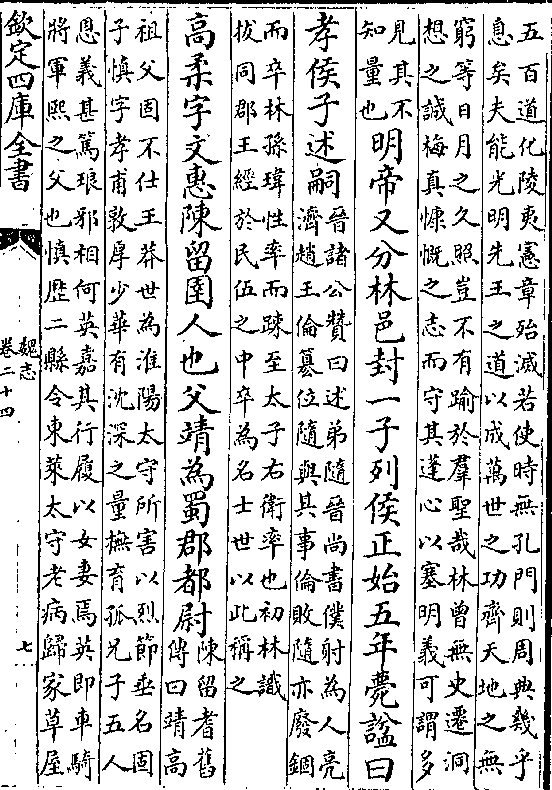 五百道化陵夷憲章殆滅若使時無孔門則周典幾乎
息矣夫能光明先王之道以成萬世之功齊天地之無
窮等日月之久照豈不有踰於羣聖哉林曾無史遷洞
想之誠梅真慷慨之志而守其蓬心以塞明義可謂多
見其不
知量也
明帝又分林邑封一子列侯正始五年薨諡曰
孝侯子述嗣
晉諸公贊曰述弟隨晉尚書僕射為人亮
濟趙王倫簒位隨與其事倫敗隨亦廢錮
而卒林孫瑋性率而踈至太子右衛率也初林識
拔同郡王經於民伍之中卒為名士世以此稱之
高柔字文惠陳留圉人也父靖為蜀郡都尉
陳留耆舊
傳曰靖高
祖父固不仕王莽世為淮陽太守所害以烈節垂名固
子慎字孝甫敦厚少華有沈深之量撫育孤兄子五人
恩義甚篤琅邪相何英嘉其行履以女妻焉英即車騎
將軍熙之父也慎歷二縣令東萊太守老病歸家草屋
欽定四庫全書
魏志
卷二十四
七